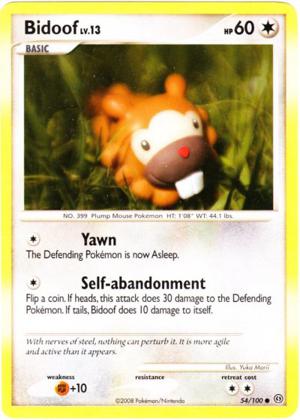 Bidoof LV.13 HP 60
BASIC
NO. 399 Plump Mouse Pokémon HT: 1'08" WT: 44.1 lbs.
Yawn
The Defending Pokémon is now Asleep.
Self-abandonment
Flip a coin. If heads, this attack does 30 damage to the Defending
Pokémon. If tails, Bidoof does 10 damage to itself.
With nerves of steel, nothing can perturb it. It is more agile
and active than it appears.
Illus. Yuka Morii
weakness resistance retreat cost
+10
©2008 Pokémon/Nintendo 54/100